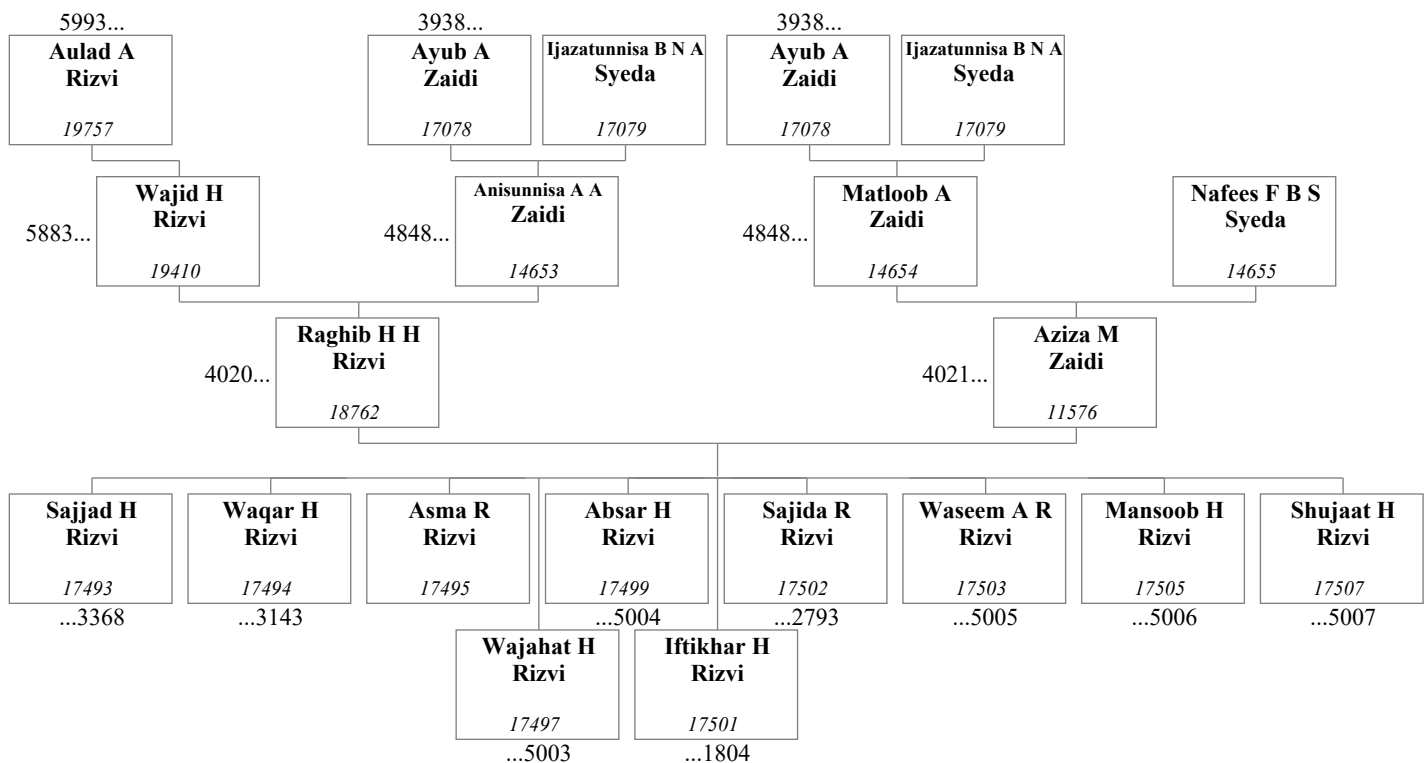 5993...
3938...
3938...
Aulad A
Rizvi
19757
Ayub A
Zaidi
17078
Ijazatunnisa B N A
Syeda
17079
Ayub A
Zaidi
17078
Ijazatunnisa B N A
Syeda
17079
5883...
Wajid H
Rizvi
19410
4848...
Anisunnisa A A
Zaidi
14653
4848...
Matloob A
Zaidi
14654
Nafees F B S
Syeda
14655
4020...
Raghib H H
Rizvi
18762
4021...
Aziza M
Zaidi
11576
Sajjad H
Rizvi
17493
...3368
Waqar H
Rizvi
17494
...3143
Asma R
Rizvi
17495
Absar H
Rizvi
17499
...5004
Sajida R
Rizvi
17502
...2793
Waseem A R
Rizvi
17503
...5005
Mansoob H
Rizvi
17505
...5006
Shujaat H
Rizvi
17507
...5007
Wajahat H
Rizvi
17497
...5003
Iftikhar H
Rizvi
17501
...1804